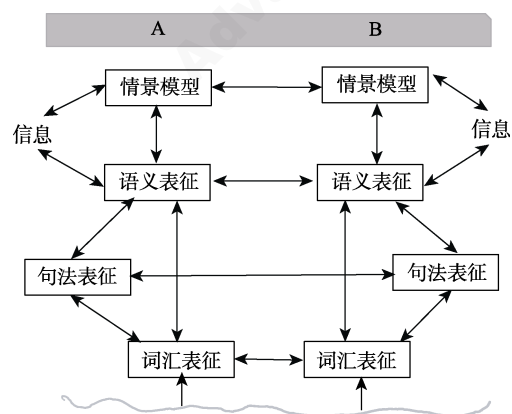 A B
情景模型 情景模型
信息 信息
语义表征 语义表征
句法表征 句法表征
词汇表征 词汇表征